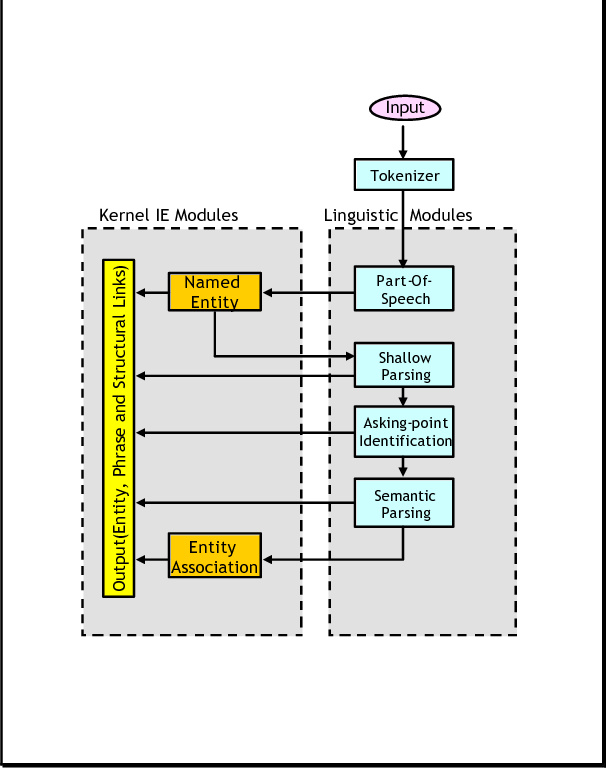 Input
Tokenizer
Kernel IE Modules
Linguistic Modules
Named
Entity
Part-Of-
Speech
Shallow
Parsing
Asking-point
Identification
Semantic
Parsing
Entity
Association
Output(Entity, Phrase and Structural Links)